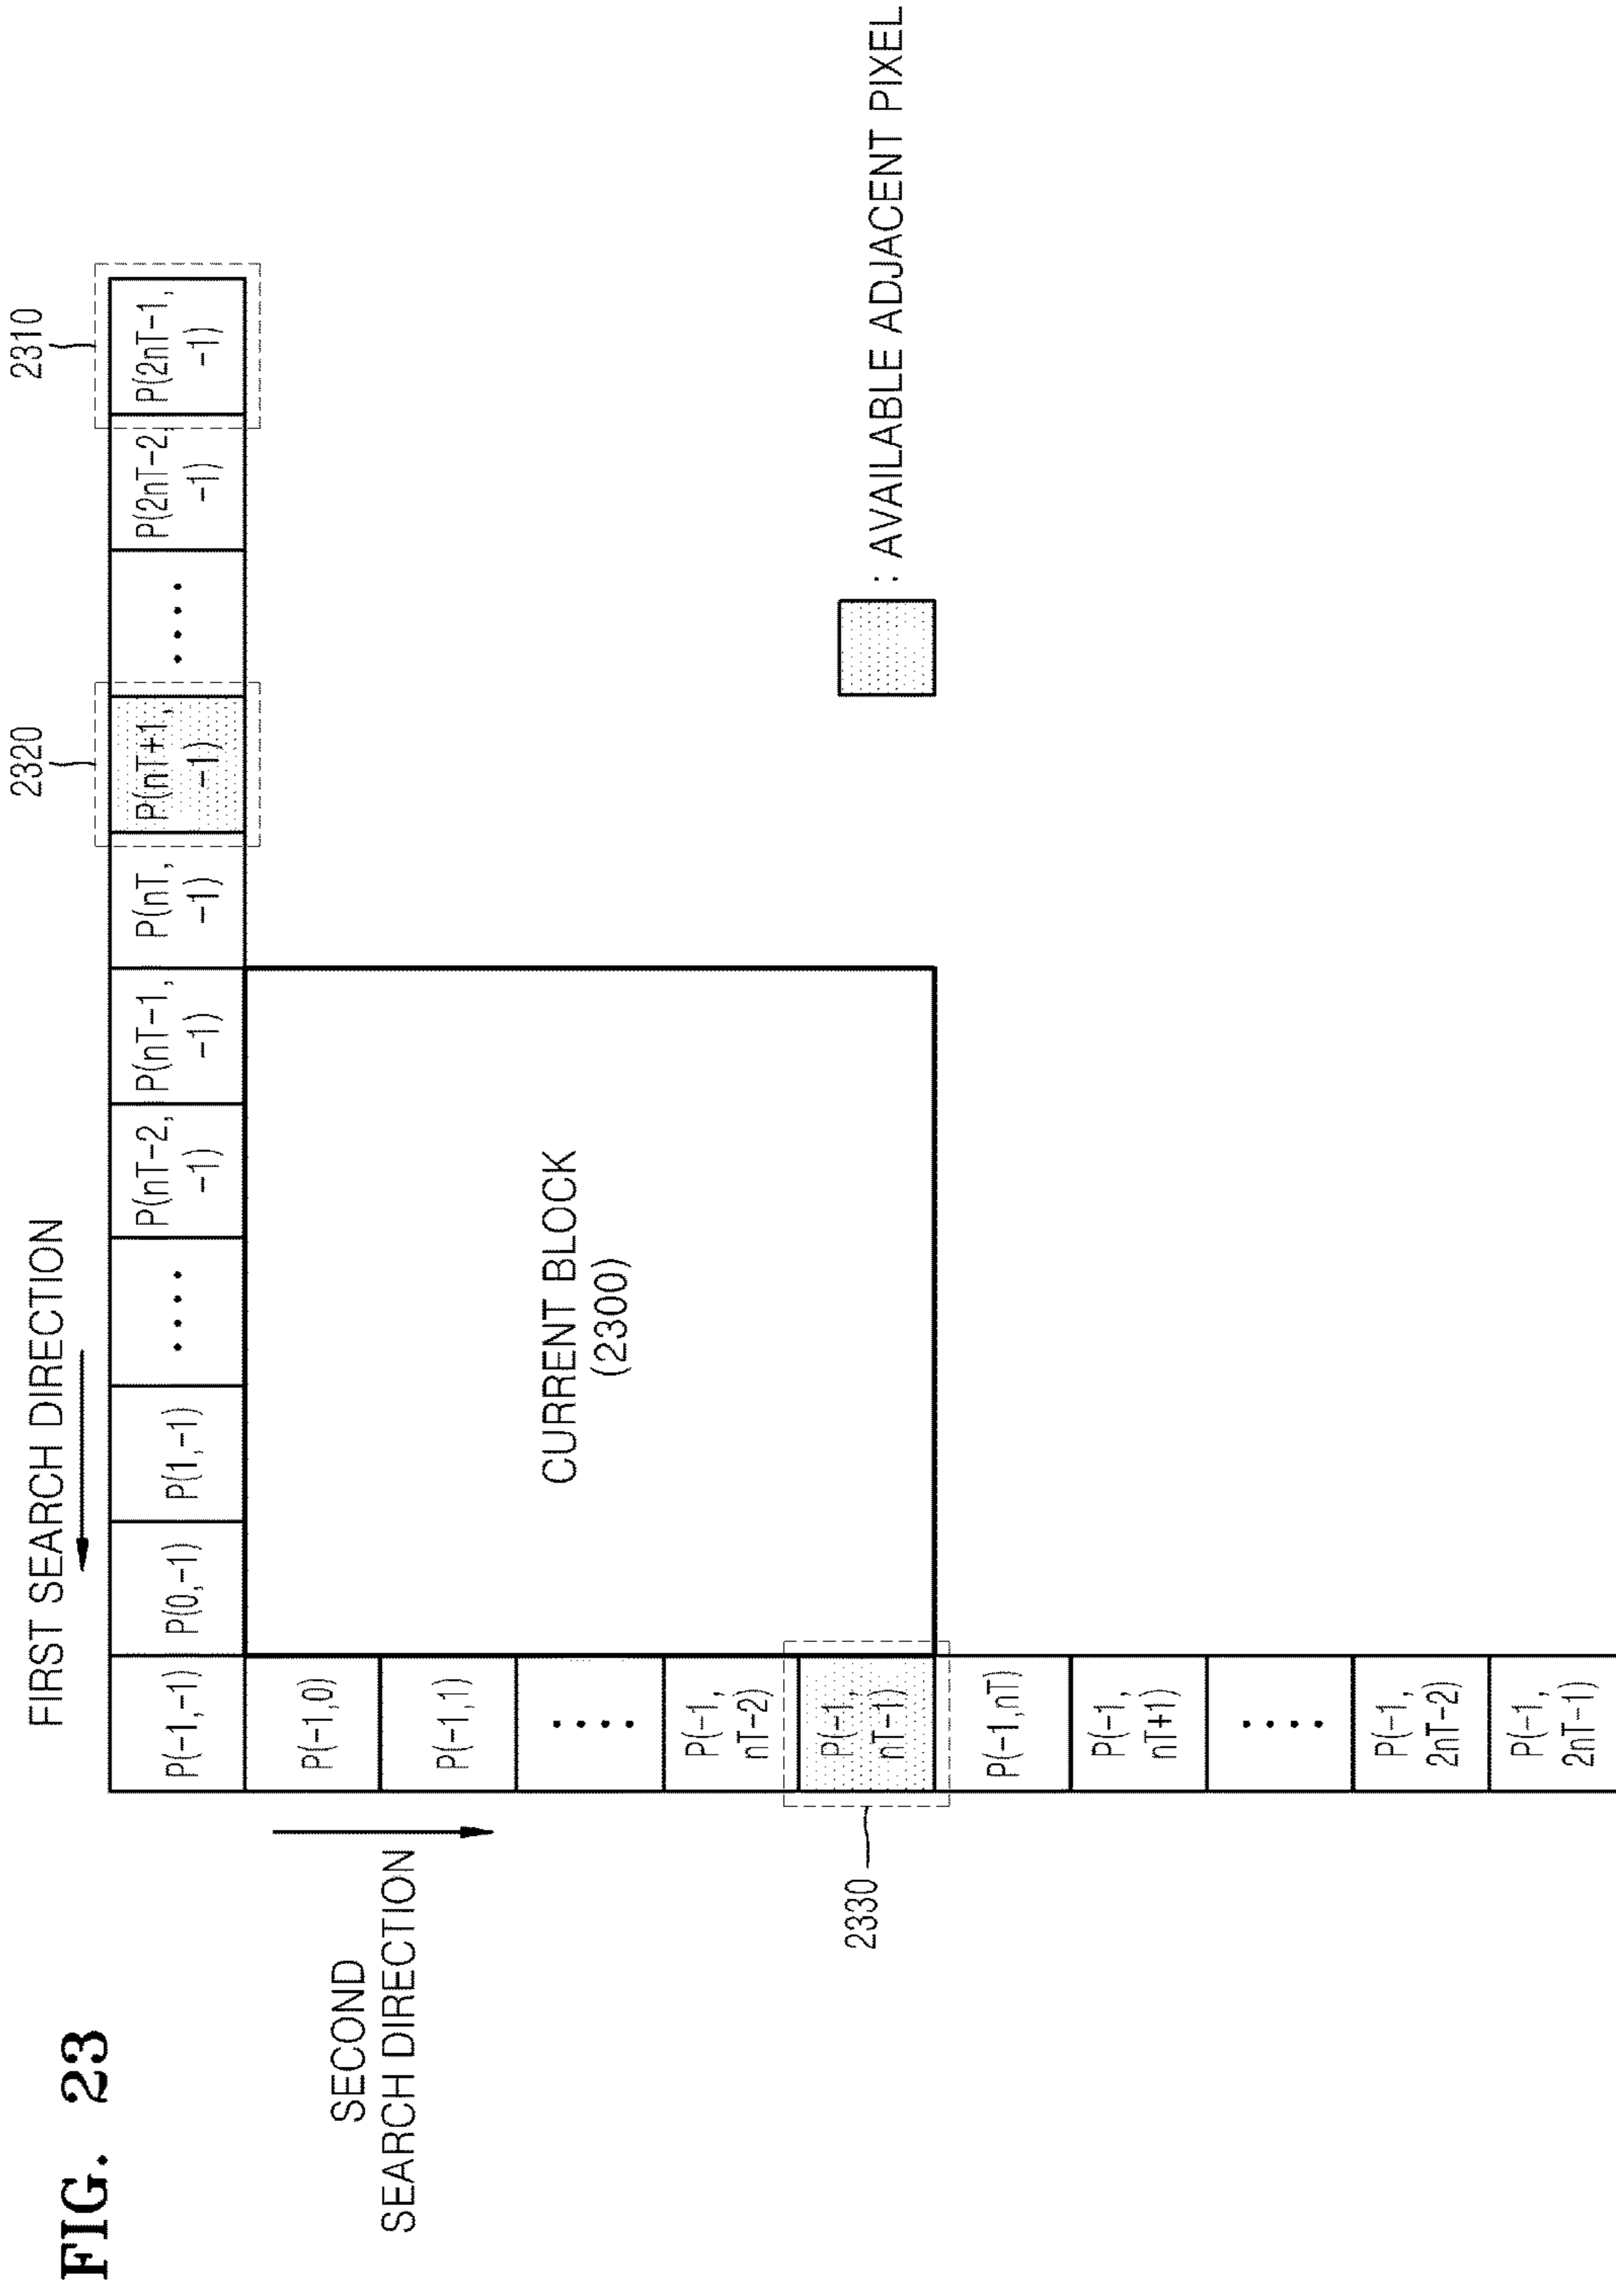 FIG. 23
FIRST SEARCH DIRECTION
2320
2310
P(-1,-1)
P(0,-1)
P(1,-1)
....
P(nT-2,
-1)
P(nT-1,
-1)
P(nT,
-1)
P(nT+1,
-1)
....
P(2nT-2,
-1)
P(2nT-1,
-1)
SECOND
SEARCH DIRECTION
P(-1,0)
P(-1,1)
....
P(-1,
nT-2)
P(-1,
nT-1)
2330
P(-1,nT)
P(-1,
nT+1)
....
P(-1,
2nT-2)
P(-1,
2nT-1)
CURRENT BLOCK
(2300)
: AVAILABLE ADJACENT PIXEL